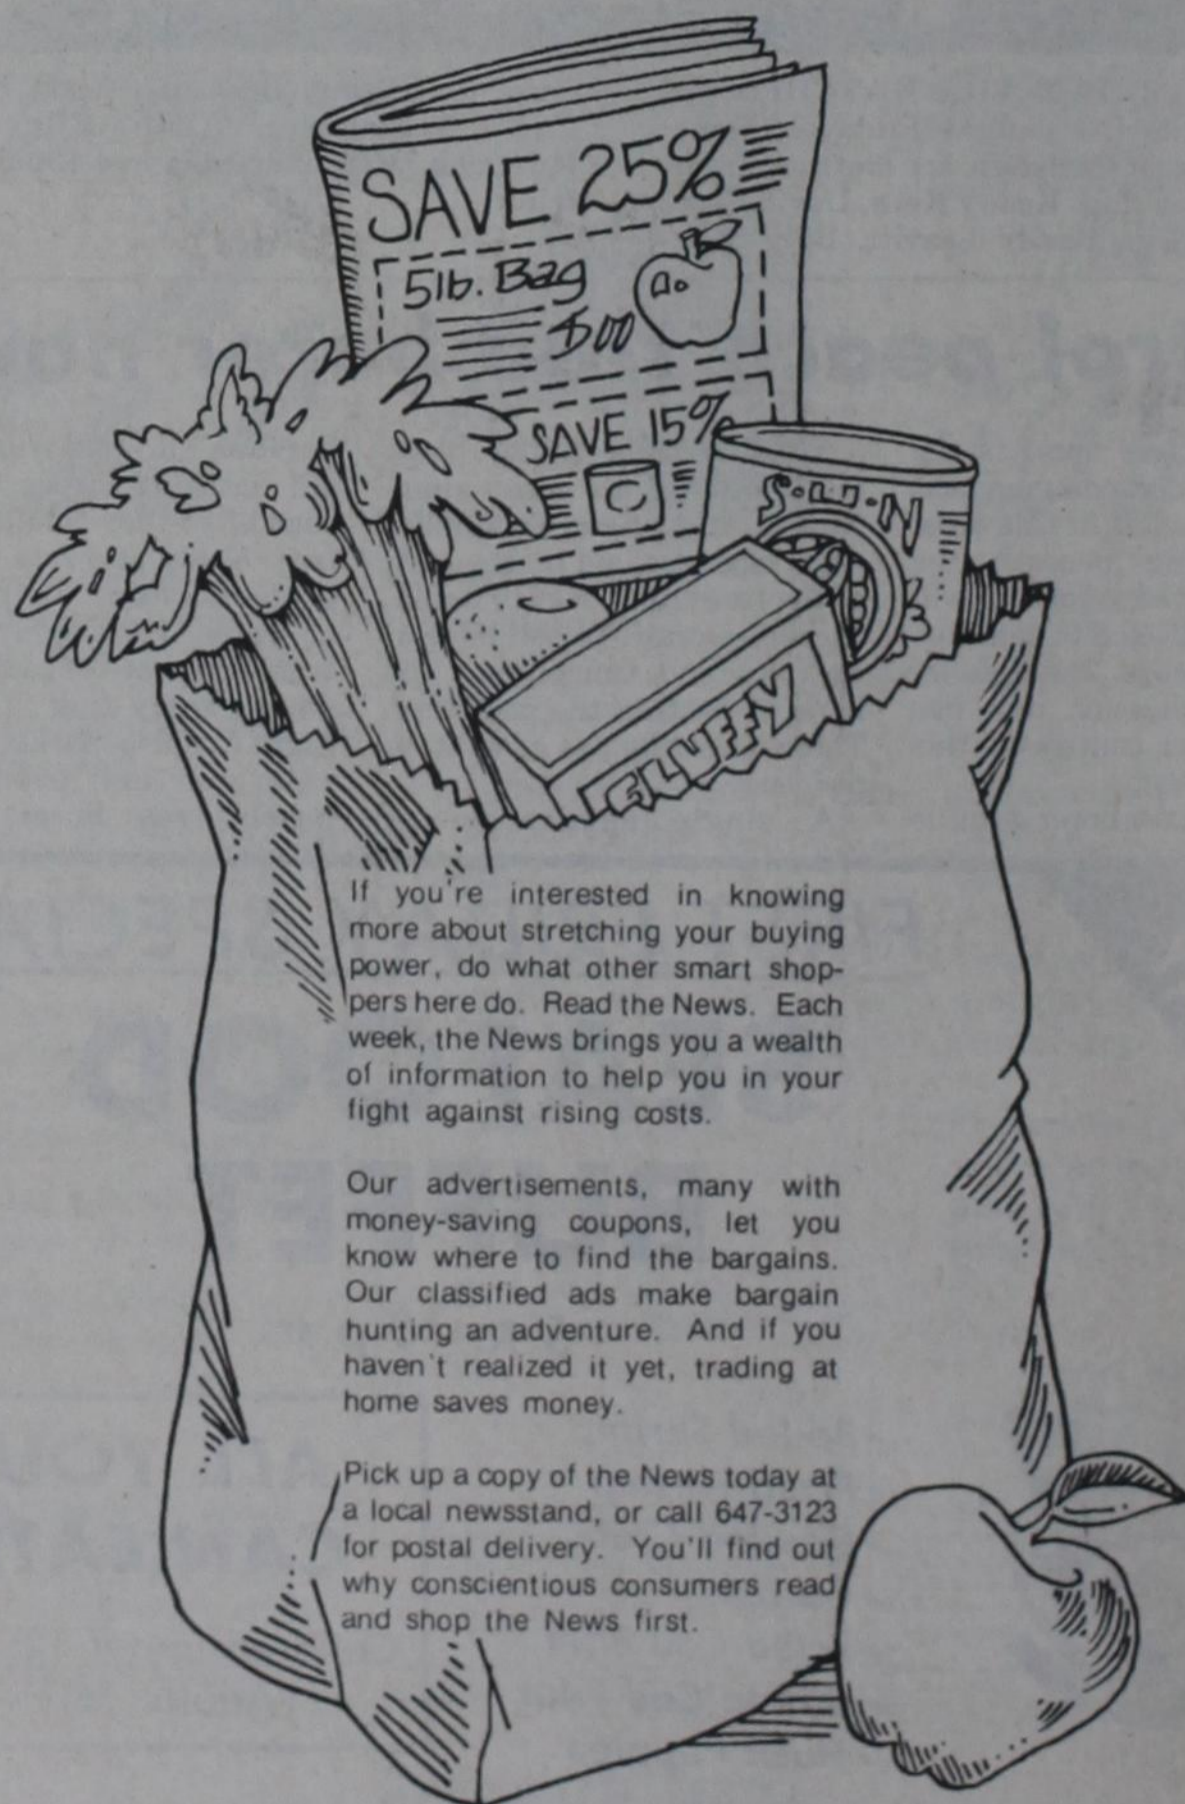 SAVE 25%
5lb. Bag
$00
SAVE 15%
S·U·N
FLUFFY
If you're interested in knowing
more about stretching your buying
power, do what other smart shop-
pers here do. Read the News. Each
week, the News brings you a wealth
of information to help you in your
fight against rising costs.
Our advertisements, many with
money-saving coupons, let you
know where to find the bargains.
Our classified ads make bargain
hunting an adventure. And if you
haven't realized it yet, trading at
home saves money.
Pick up a copy of the News today at
a local newsstand, or call 647-3123
for postal delivery. You'll find out
why conscientious consumers read
and shop the News first.